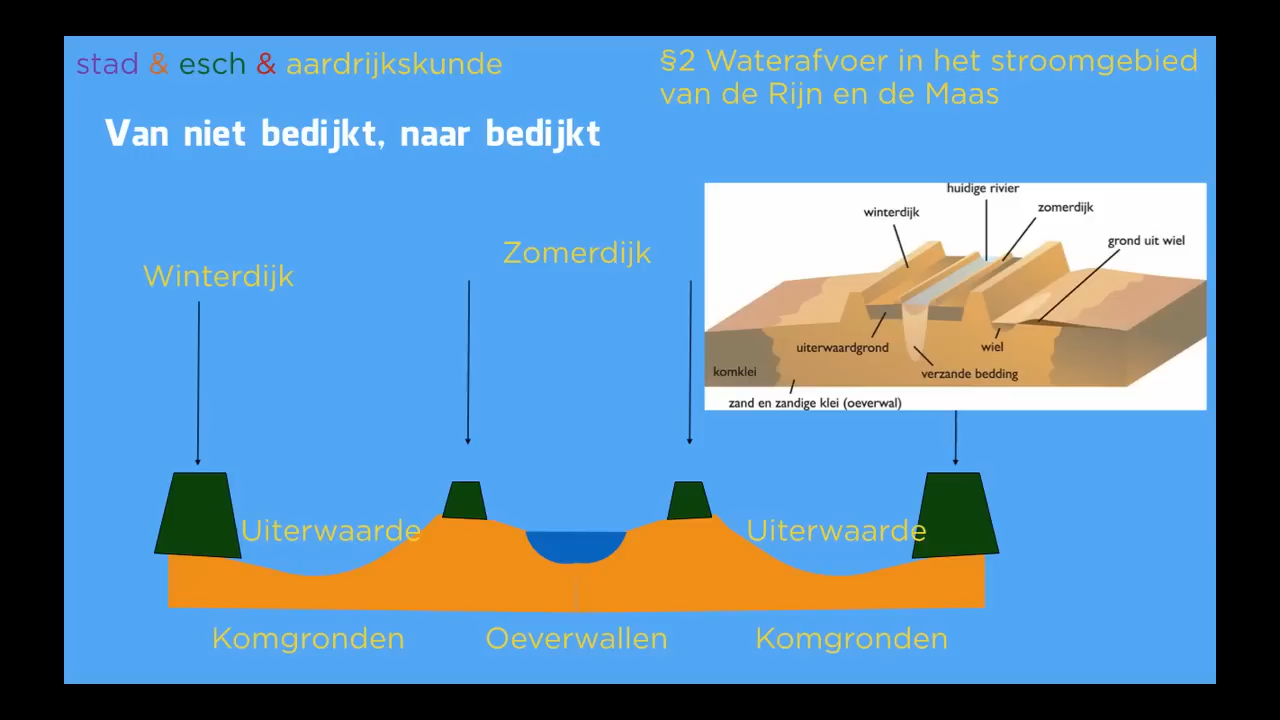 stad & esch & aardrijkskunde
§2 Waterafvoer in het stroomgebied
van de Rijn en de Maas
Van niet bedijkt, naar bedijkt
huidige rivier
winterdijk
zomerdijk
grond uit wiel
uiterwaardgrond
wiel
komklei
verzande bedding
zand en zandige klei (oeverwal)
Winterdijk
Zomerdijk
Uiterwaarde
Uiterwaarde
Komgronden
Oeverwallen
Komgronden